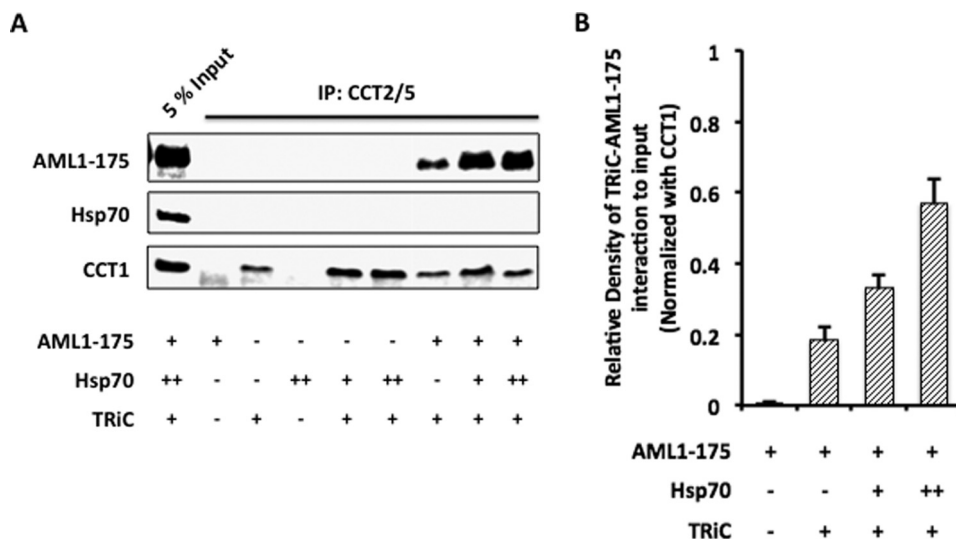 A
5 % Input
IP: CCT2/5
AML1-175
Hsp70
CCT1
AML1-175 + + - - - - + + +
Hsp70 ++ - - ++ + ++ - + ++
TRiC + - + - + + + + +
B
Relative Density of TRiC-AML1-175
interaction to input
(Normalized with CCT1)
1
0.8
0.6
0.4
0.2
0
AML1-175 + + + +
Hsp70 - - + ++
TRiC - + + +